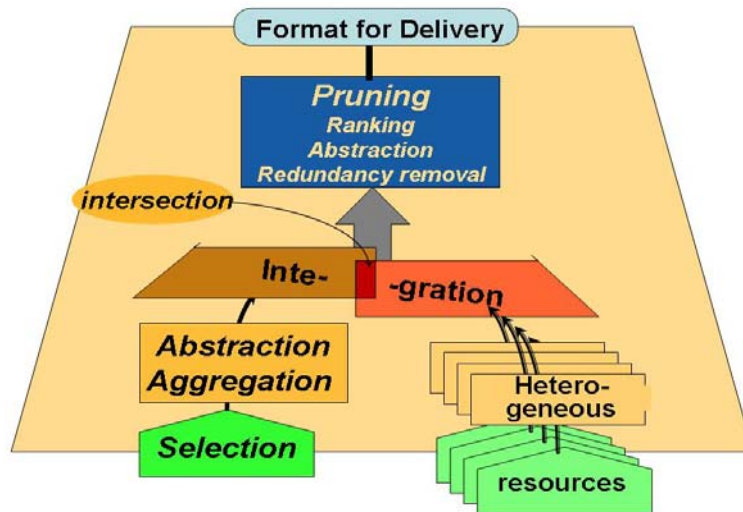 Format for Delivery
Pruning
Ranking
Abstraction
Redundancy removal
intersection
Inte-
-gration
Abstraction
Aggregation
Hetero-
geneous
Selection
resources